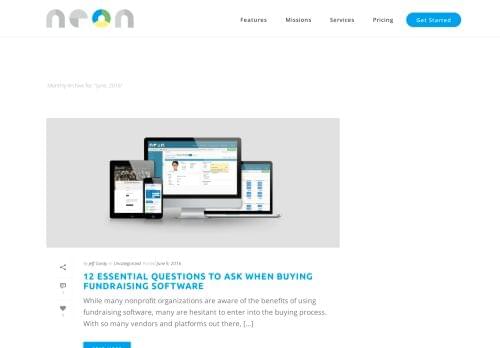 neon
Features Missions Services Pricing Get Started
Monthly Archive for: "June, 2016"
neon
by Jeff Gordy in Uncategorized Posted June 9, 2016
12 ESSENTIAL QUESTIONS TO ASK WHEN BUYING
FUNDRAISING SOFTWARE
While many nonprofit organizations are aware of the benefits of using
fundraising software, many are hesitant to enter into the buying process.
With so many vendors and platforms out there, [...]